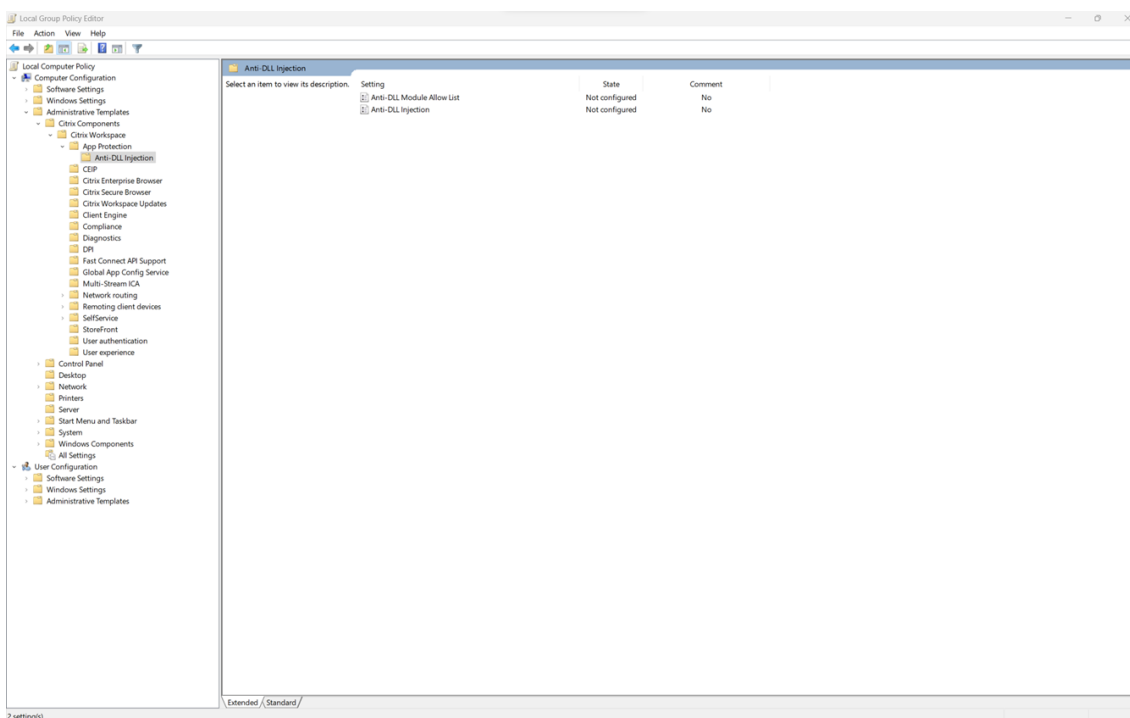 Local Group Policy Editor
File Action View Help
Local Computer Policy
Computer Configuration
Software Settings
Windows Settings
Administrative Templates
Citrix Components
Citrix Workspace
App Protection
Anti-DLL Injection
CEIP
Citrix Enterprise Browser
Citrix Secure Browser
Citrix Workspace Updates
Client Engine
Compliance
Diagnostics
DPI
Fast Connect API Support
Global App Config Service
Multi-Stream ICA
Network routing
Remoting client devices
SelfService
StoreFront
User authentication
User experience
Control Panel
Desktop
Network
Printers
Server
Start Menu and Taskbar
System
Windows Components
All Settings
User Configuration
Software Settings
Windows Settings
Administrative Templates
Anti-DLL Injection
Select an item to view its description.
Setting State Comment
Anti-DLL Module Allow List Not configured No
Anti-DLL Injection Not configured No
Extended Standard
2 setting(s)